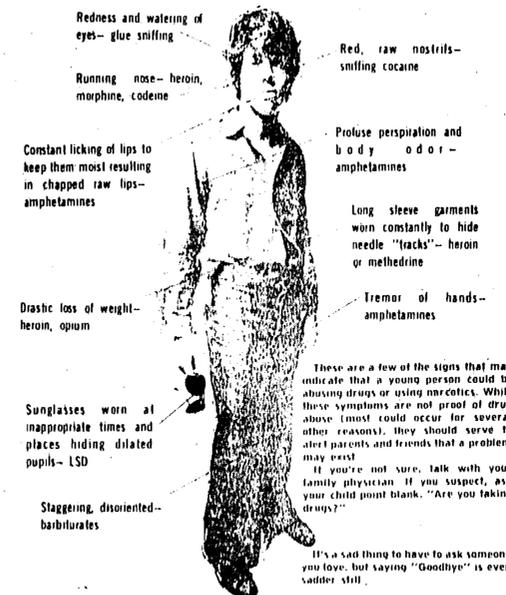 Redness and watering of
eyes– glue sniffing
Running nose– heroin,
morphine, codeine
Constant licking of lips to
keep them moist resulting
in chapped raw lips–
amphetamines
Drastic loss of weight–
heroin, opium
Sunglasses worn at
inappropriate times and
places hiding dilated
pupils– LSD
Staggering, disoriented–
barbiturates
Red, raw nostrils–
sniffing cocaine
Profuse perspiration and
body odor–
amphetamines
Long sleeve garments
worn constantly to hide
needle "tracks"– heroin
or methedrine
Tremor of hands–
amphetamines
These are a few of the signs that ma
indicate that a young person could b
abusing drugs or using narcotics. Whil
these symptoms are not proof of dru
abuse (most could occur for severa
other reasons), they should serve t
alert parents and friends that a problem
may exist
If you're not sure, talk with you
family physician If you suspect, as
your child point blank, "Are you takin
drugs?"
It's a sad thing to have to ask someon
you love, but saying "Goodbye" is eve
sadder still.